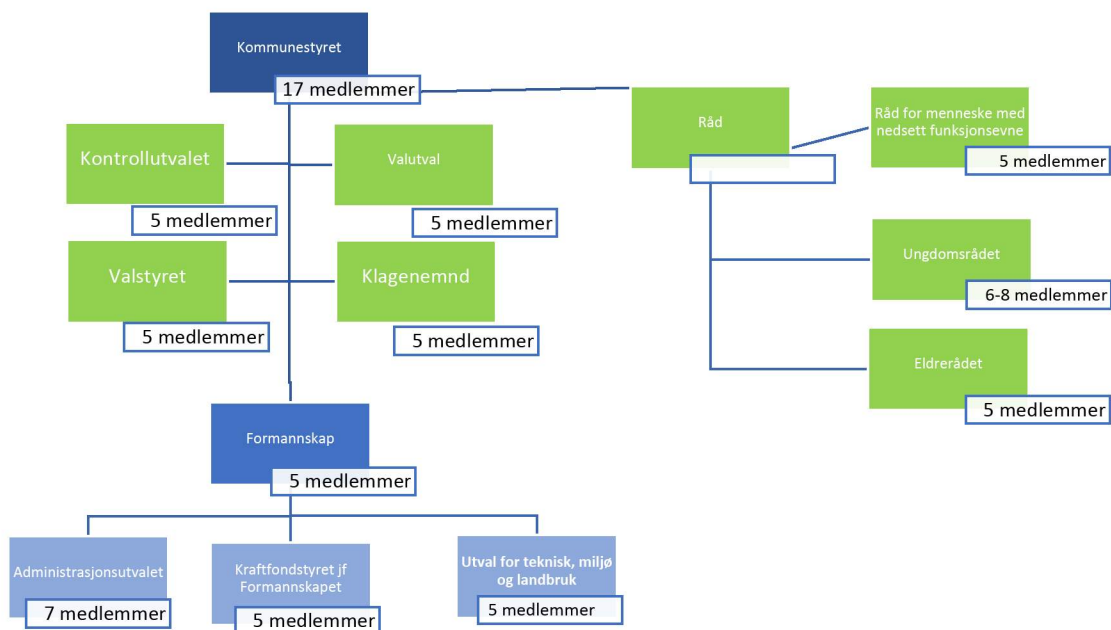 Kommunestyret
17 medlemmer
Råd
Råd for menneske med
nedsett funksjonsevne
5 medlemmer
Kontrollutvalet
5 medlemmer
Valutval
5 medlemmer
Valstyret
5 medlemmer
Klagenemnd
5 medlemmer
Ungdomsrådet
6-8 medlemmer
Eldrerådet
5 medlemmer
Formannskap
5 medlemmer
Administrasjonsutvalet
7 medlemmer
Kraftfondstyret jf
Formannskapet
5 medlemmer
Utval for teknisk, miljø
og landbruk
5 medlemmer